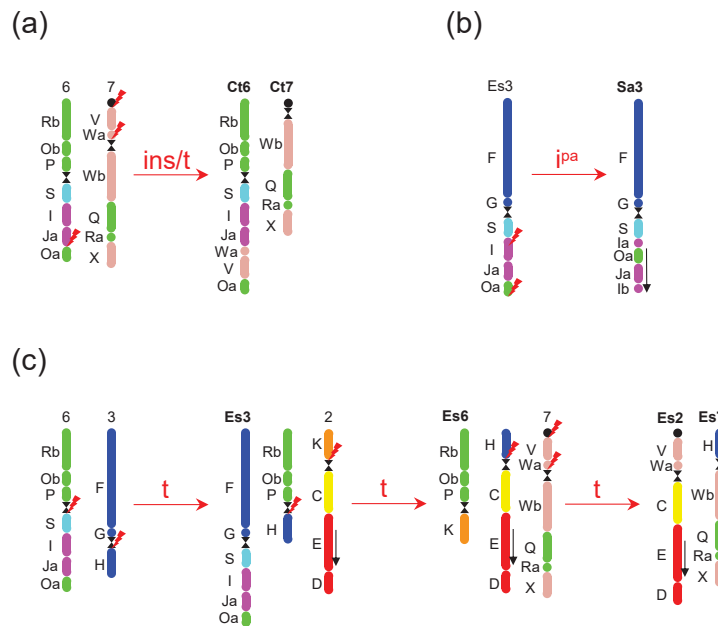 (a)
(b)
6 7
Ct6 Ct7
Rb
Ob
P
S
I
Ja
Oa
V
Wa
Wb
Q
Ra
X
ins/t
Rb
Ob
P
S
I
Ja
Wa
V
Oa
Wb
Q
Ra
X
Es3
Sa3
F
G
S
I
Ja
Oa
iᵖᵃ
F
G
S
Ia
Oa
Ja
Ib
(c)
6 3
Es3 2
Es6 7
Es2
Rb
Ob
P
S
I
Ja
Oa
F
G
H
t
F
G
S
I
Ja
Oa
Rb
Ob
P
H
K
C
E
D
t
Rb
Ob
P
K
H
C
E
D
V
Wa
Wb
Q
Ra
X
t
V
Wa
C
E
D
H
Wb
Q
Ra
X